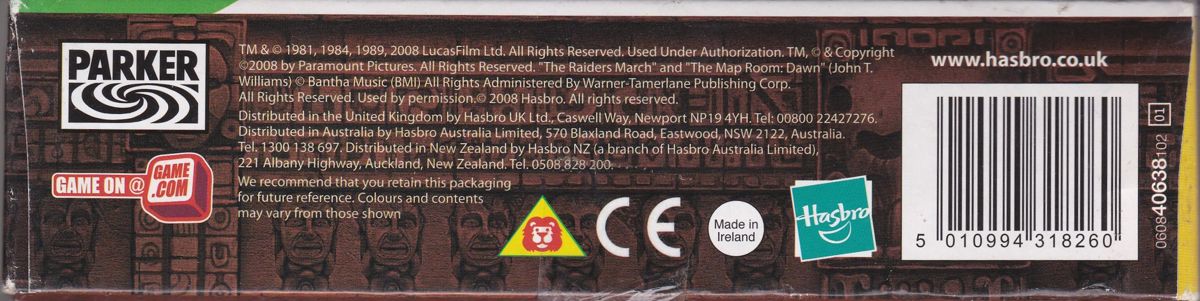 PARKER
GAME ON @
GAME
.COM
TM & © 1981, 1984, 1989, 2008 LucasFilm Ltd. All Rights Reserved. Used Under Authorization. TM, © & Copyright
©2008 by Paramount Pictures. All Rights Reserved. "The Raiders March" and "The Map Room: Dawn" (John T.
Williams) © Bantha Music (BMI) All Rights Administered By Warner-Tamerlane Publishing Corp.
All Rights Reserved. Used by permission.© 2008 Hasbro. All rights reserved.
Distributed in the United Kingdom by Hasbro UK Ltd., Caswell Way, Newport NP19 4YH. Tel: 00800 22427276.
Distributed in Australia by Hasbro Australia Limited, 570 Blaxland Road, Eastwood, NSW 2122, Australia.
Tel. 1300 138 697. Distributed in New Zealand by Hasbro NZ (a branch of Hasbro Australia Limited),
221 Albany Highway, Auckland, New Zealand. Tel. 0508 828 200.
We recommend that you retain this packaging
for future reference. Colours and contents
may vary from those shown
CE
Made in
Ireland
Hasbro
www.hasbro.co.uk
5 010994 318260
060840638102 01